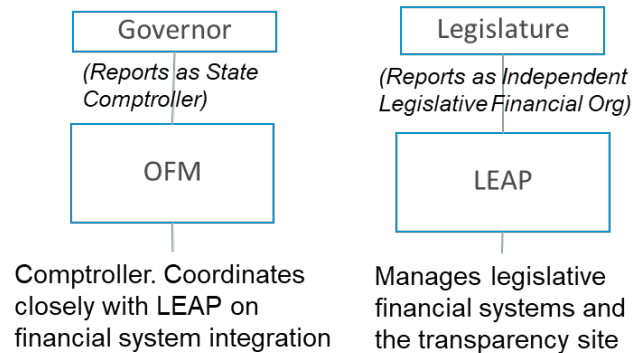 Governor
(Reports as State
Comptroller)
OFM
Comptroller. Coordinates
closely with LEAP on
financial system integration
Legislature
(Reports as Independent
Legislative Financial Org)
LEAP
Manages legislative
financial systems and
the transparency site